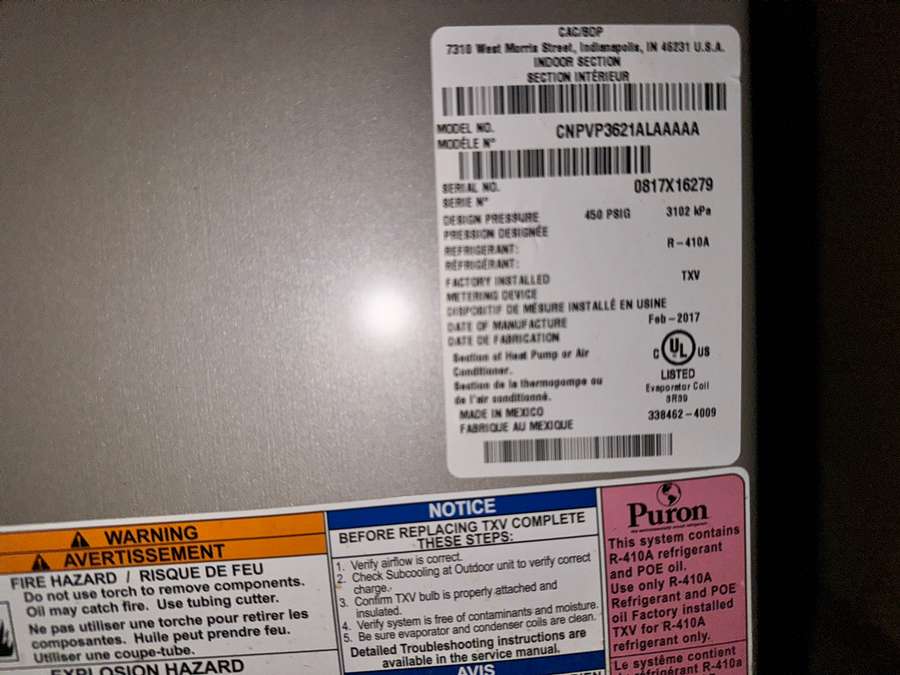 CAC/BDP
7310 West Morris Street, Indianapolis, IN 46231 U.S.A.
INDOOR SECTION
SECTION INTÉRIEUR
MODEL NO. CNPVP3621ALAAAAA
MODÈLE N°
SERIAL NO. 0817X16279
SERIE N°
DESIGN PRESSURE 450 PSIG 3102 kPa
PRESSION DESIGNÉE
REFRIGERANT: R-410A
RÉFRIGÉRANT:
FACTORY INSTALLED TXV
METERING DEVICE
DISPOSITIF DE MESURE INSTALLÉ EN USINE
DATE OF MANUFACTURE Feb-2017
DATE DE FABRICATION
Section of Heat Pump or Air
Conditioner.
Section de la thermopompe ou
de l'air conditionné.
C UL US
LISTED
Evaporator Coil
MADE IN MEXICO
FABRIQUE AU MEXIQUE
338462-4009
WARNING
AVERTISSEMENT
FIRE HAZARD / RISQUE DE FEU
Do not use torch to remove components.
Oil may catch fire. Use tubing cutter.
Ne pas utiliser une torche pour retirer les
composantes. Huile peut prendre feu.
Utiliser une coupe-tube.
EXPLOSION HAZARD
NOTICE
BEFORE REPLACING TXV COMPLETE
THESE STEPS:
1. Verify airflow is correct.
2. Check Subcooling at Outdoor unit to verify correct
charge.
3. Confirm TXV bulb is properly attached and
insulated.
4. Verify system is free of contaminants and moisture.
5. Be sure evaporator and condenser coils are clean.
Detailed Troubleshooting instructions are
available in the service manual.
AVIS
Puron
This system contains
R-410A refrigerant
and POE oil.
Use only R-410A
Refrigerant and POE
oil Factory installed
TXV for R-410A
refrigerant only.
Le système contient
réfrigérant R-410a